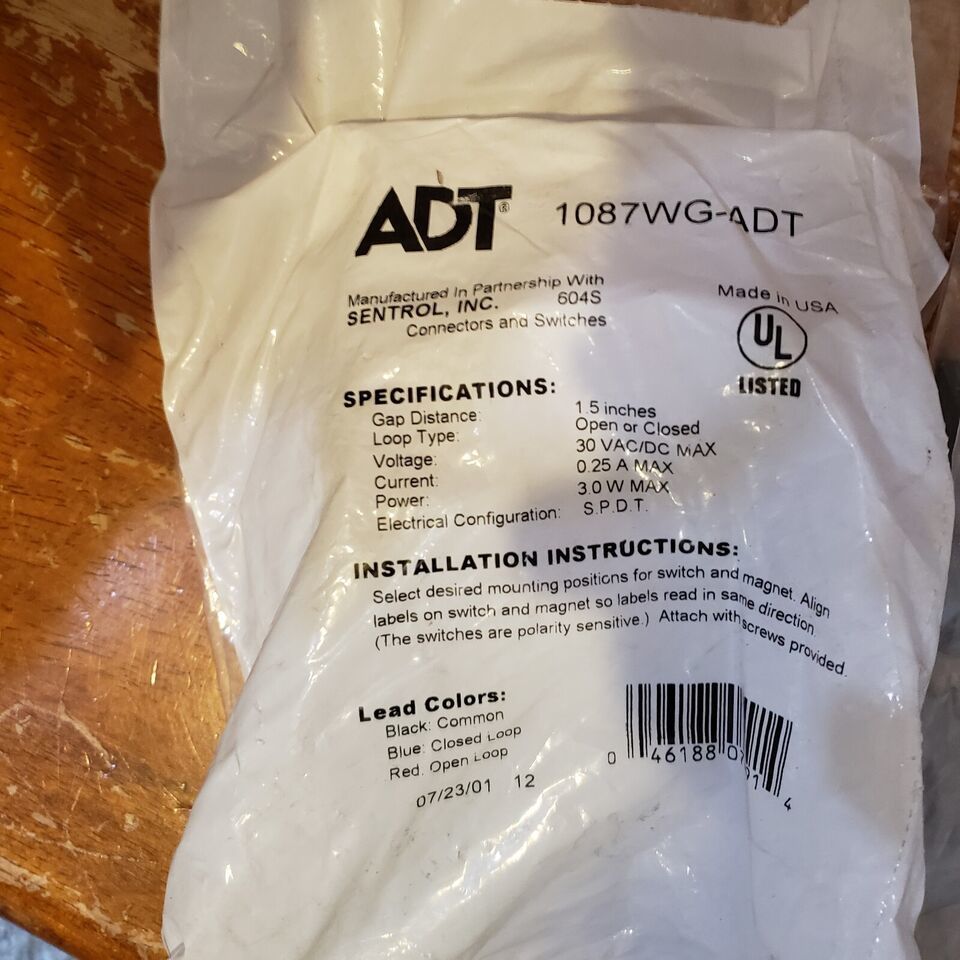 ADT® 1087WG-ADT
Manufactured In Partnership With
SENTROL, INC. 604S
Connectors and Switches
Made in USA
UL
LISTED
SPECIFICATIONS:
Gap Distance: 1.5 inches
Loop Type: Open or Closed
Voltage: 30 VAC/DC MAX
Current: 0.25 A MAX
Power: 3.0 W MAX
Electrical Configuration: S.P.D.T.
INSTALLATION INSTRUCTIONS:
Select desired mounting positions for switch and magnet. Align
labels on switch and magnet so labels read in same direction.
(The switches are polarity sensitive.) Attach with screws provided.
Lead Colors:
Black: Common
Blue: Closed Loop
Red: Open Loop
07/23/01 12
0 46188 4